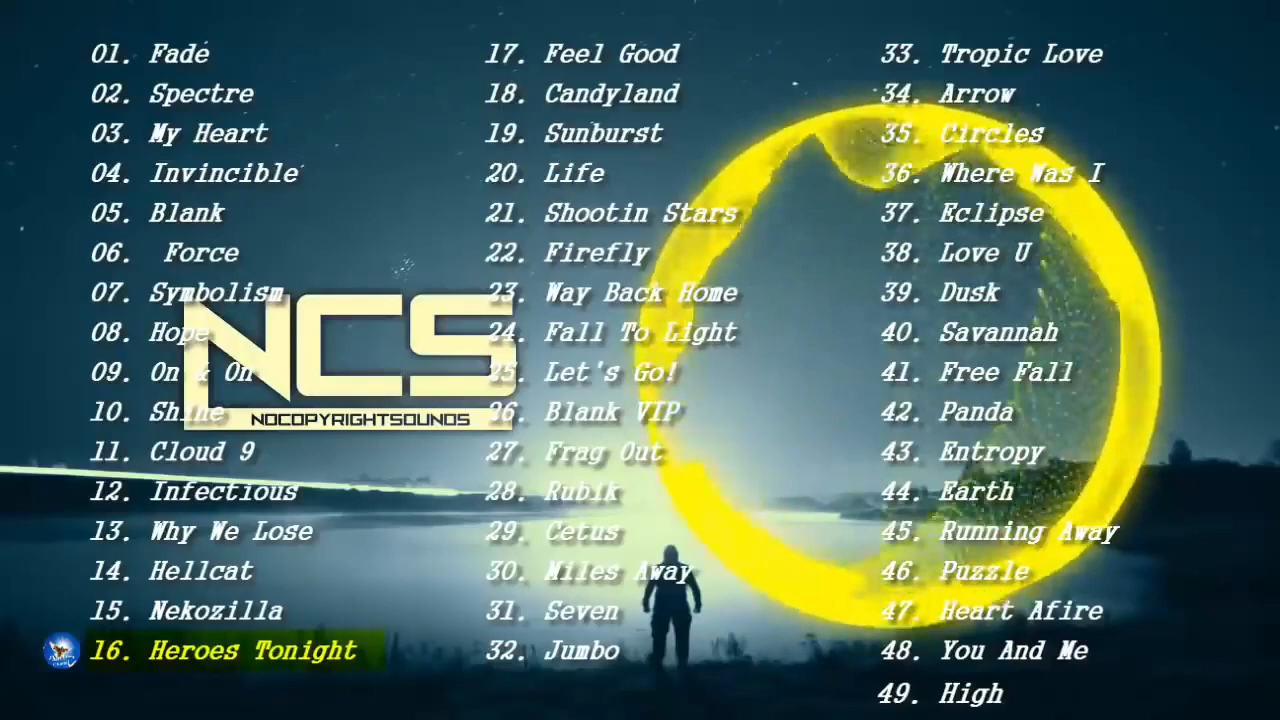 01. Fade
02. Spectre
03. My Heart
04. Invincible
05. Blank
06. Force
07. Symbolism
08. Hope
09. On & On
10. Shine
11. Cloud 9
12. Infectious
13. Why We Lose
14. Hellcat
15. Nekozilla
16. Heroes Tonight
NCS
NOCOPYRIGHTSOUNDS
17. Feel Good
18. Candyland
19. Sunburst
20. Life
21. Shootin Stars
22. Firefly
23. Way Back Home
24. Fall To Light
25. Let's Go!
26. Blank VIP
27. Frag Out
28. Rubik
29. Cetus
30. Miles Away
31. Seven
32. Jumbo
33. Tropic Love
34. Arrow
35. Circles
36. Where Was I
37. Eclipse
38. Love U
39. Dusk
40. Savannah
41. Free Fall
42. Panda
43. Entropy
44. Earth
45. Running Away
46. Puzzle
47. Heart Afire
48. You And Me
49. High